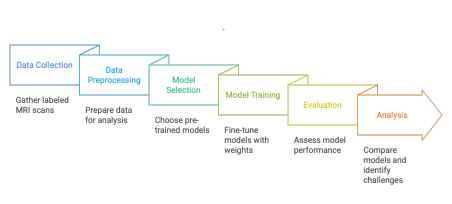 Data Collection
Gather labeled
MRI scans
Data
Preprocessing
Prepare data
for analysis
Model
Selection
Choose pre-
trained models
Model Training
Fine-tune
models with
weights
Evaluation
Assess model
performance
Analysis
Compare
models and
identify
challenges